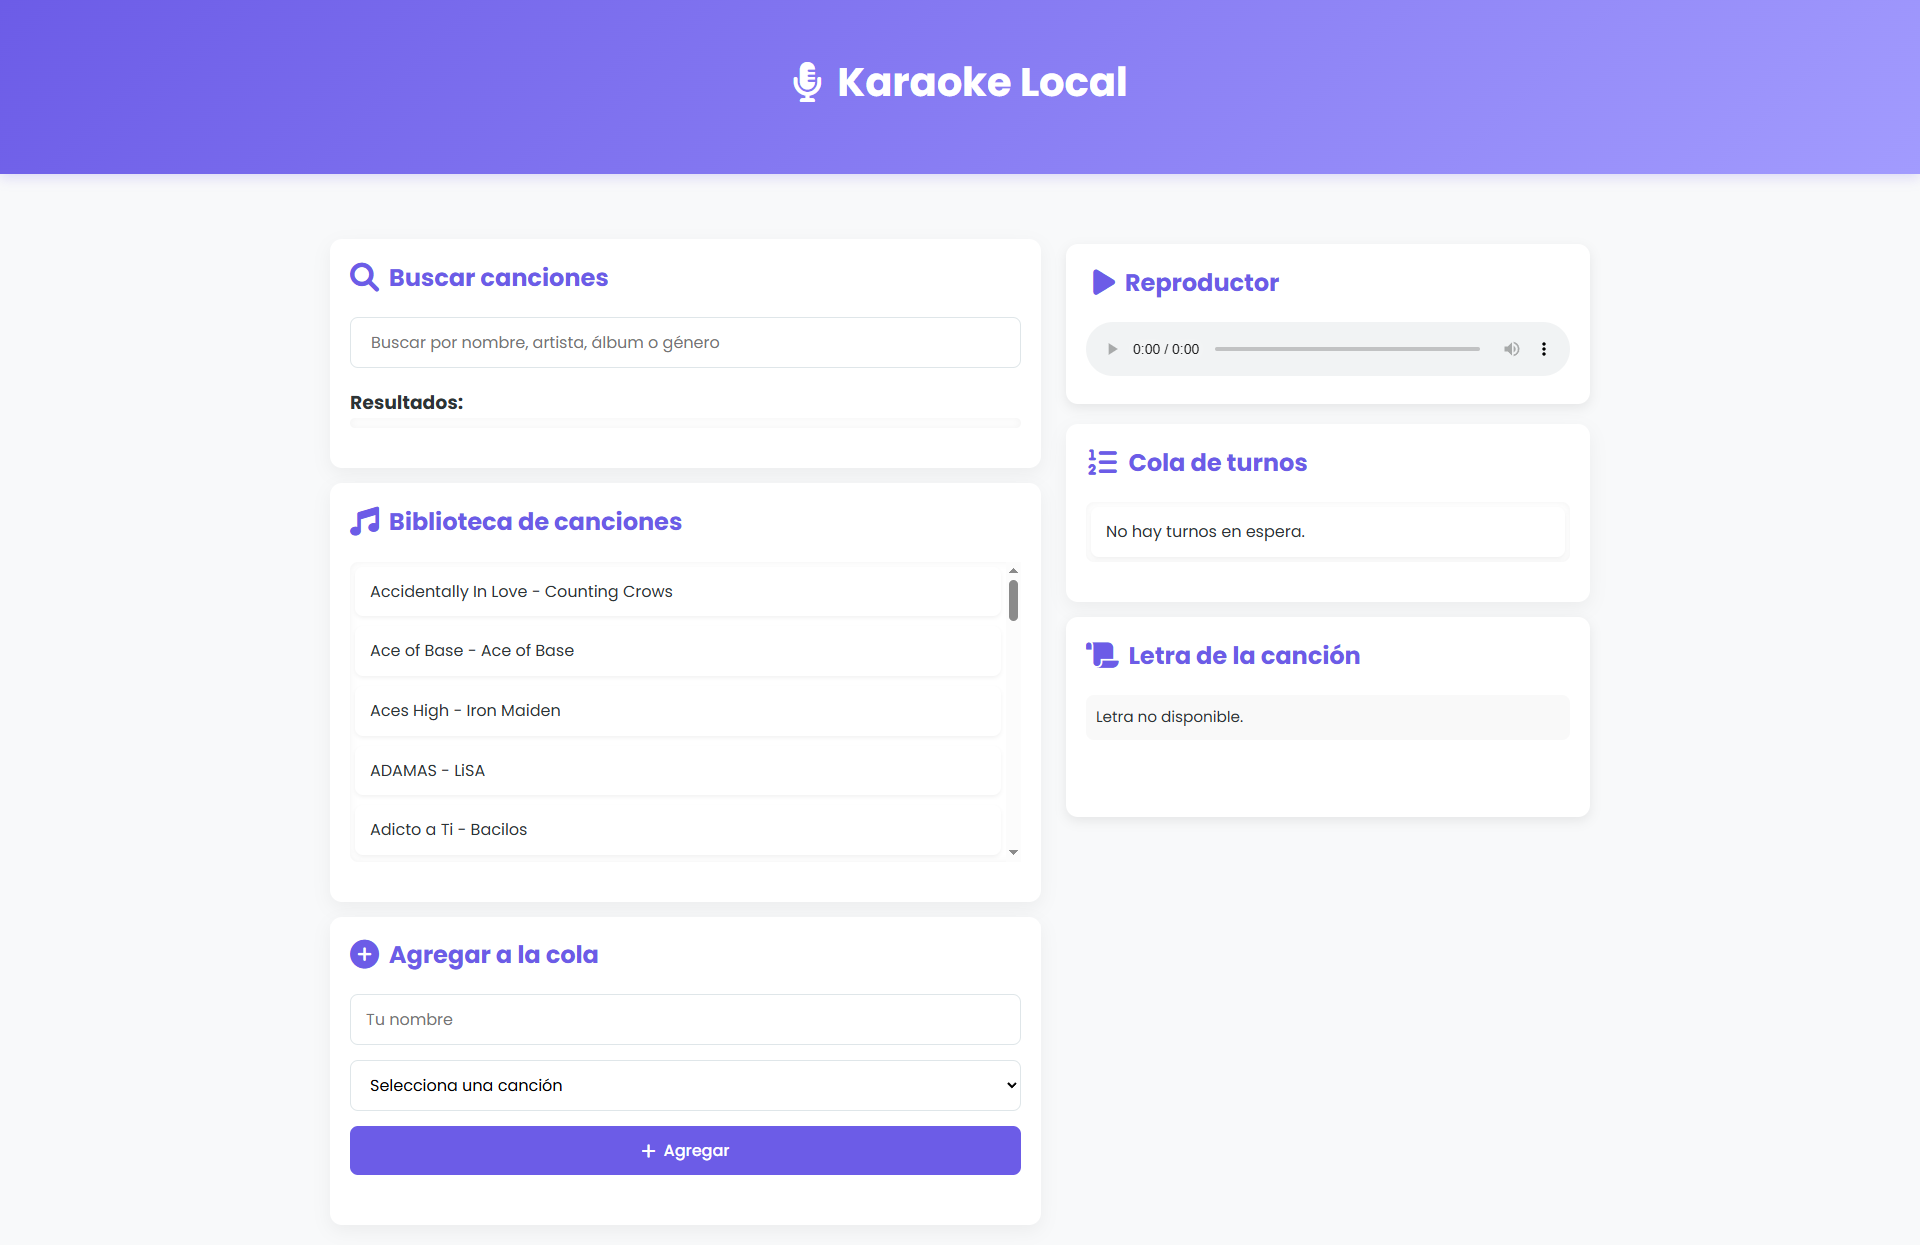 Karaoke Local
Buscar canciones
Buscar por nombre, artista, álbum o género
Resultados:
Biblioteca de canciones
Accidentally In Love - Counting Crows
Ace of Base - Ace of Base
Aces High - Iron Maiden
ADAMAS - LiSA
Adicto a Ti - Bacilos
Agregar a la cola
Tu nombre
Selecciona una canción
+ Agregar
Reproductor
0:00 / 0:00
Cola de turnos
No hay turnos en espera.
Letra de la canción
Letra no disponible.